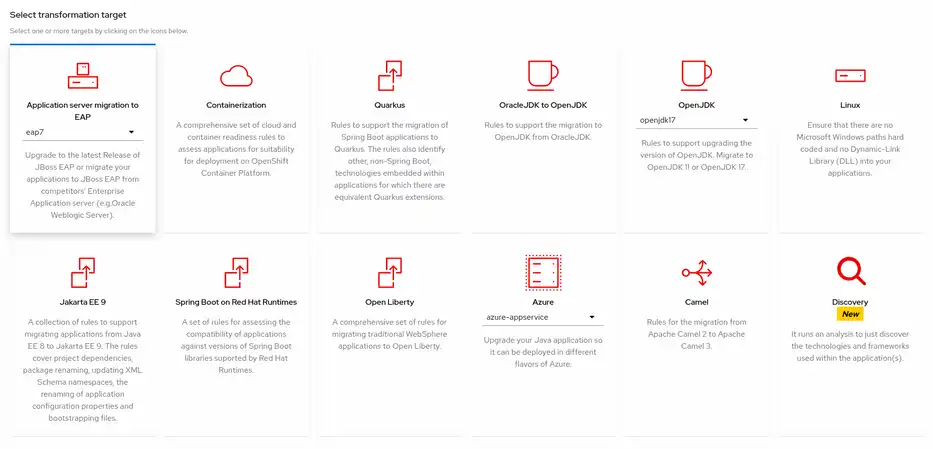 Select transformation target
Select one or more targets by clicking on the icons below.
Application server migration to
EAP
eap7
Upgrade to the latest Release of
JBoss EAP or migrate your
applications to JBoss EAP from
competitors' Enterprise
Application server (e.g.Oracle
Weblogic Server).
Containerization
A comprehensive set of cloud and
container readiness rules to
assess applications for suitability
for deployment on OpenShift
Container Platform.
Quarkus
Rules to support the migration of
Spring Boot applications to
Quarkus. The rules also identify
other, non-Spring Boot,
technologies embedded within
applications for which there are
equivalent Quarkus extensions.
OracleJDK to OpenJDK
Rules to support the migration to
OpenJDK from OracleJDK.
OpenJDK
openjdk17
Rules to support upgrading the
version of OpenJDK. Migrate to
OpenJDK 11 or OpenJDK 17.
Linux
Ensure that there are no
Microsoft Windows paths hard
coded and no Dynamic-Link
Library (DLL) into your
applications.
Jakarta EE 9
A collection of rules to support
migrating applications from Java
EE 8 to Jakarta EE 9. The rules
cover project dependencies,
package renaming, updating XML
Schema namespaces, the
renaming of application
configuration properties and
bootstrapping files.
Spring Boot on Red Hat Runtimes
A set of rules for assessing the
compatibility of applications
against versions of Spring Boot
libraries suported by Red Hat
Runtimes.
Open Liberty
A comprehensive set of rules for
migrating traditional WebSphere
applications to Open Liberty.
Azure
azure-appservice
Upgrade your Java application so
it can be deployed in different
flavors of Azure.
Camel
Rules for the migration from
Apache Camel 2 to Apache
Camel 3.
Discovery
New
it runs an analysis to just discover
the technologies and frameworks
used within the application(s).